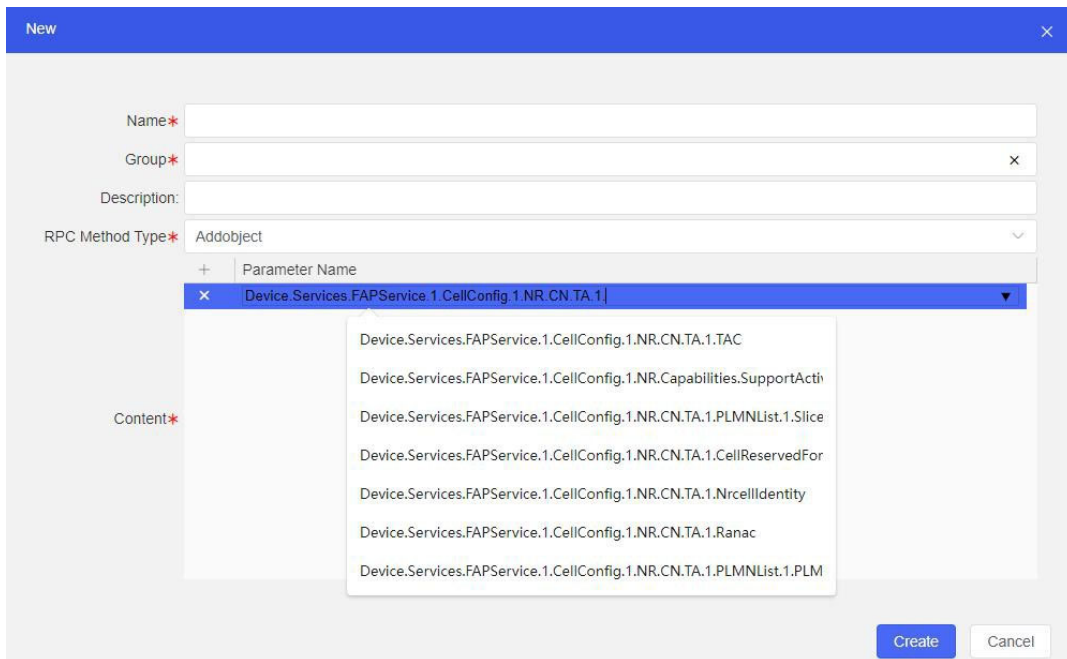 New
Name*
Group*
Description:
RPC Method Type* Addobject
+ Parameter Name
Device.Services.FAPService.1.CellConfig.1.NR.CN.TA.1.
Device.Services.FAPService.1.CellConfig.1.NR.CN.TA.1.TAC
Device.Services.FAPService.1.CellConfig.1.NR.Capabilities.SupportActiv
Device.Services.FAPService.1.CellConfig.1.NR.CN.TA.1.PLMNList.1.Slice
Content*
Device.Services.FAPService.1.CellConfig.1.NR.CN.TA.1.CellReservedFor
Device.Services.FAPService.1.CellConfig.1.NR.CN.TA.1.NrcellIdentity
Device.Services.FAPService.1.CellConfig.1.NR.CN.TA.1.Ranac
Device.Services.FAPService.1.CellConfig.1.NR.CN.TA.1.PLMNList.1.PLM
Create Cancel